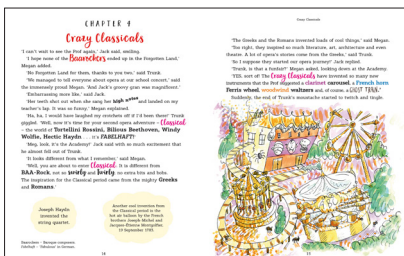 CHAPTER 9
Crazy Classicals
"I can't wait to see the Prof again," Jack said, smiling.
"I hope none of the Baaarockers ended up in the Forgotten Land,"
Megan added.
"No Forgotten Land for them, thanks to you two," said Trunk.
"We managed to tell everyone about opera at our school concert," said
the immensely proud Megan. "And Jack's groovy gran was magnificent."
"Embarrassing more like," said Jack.
"Her teeth shot out when she sang her high notes and landed on my
teacher's lap. It was so funny," Megan explained.
"Ha, ha, I would have laughed my crotchets off if I'd been there!" Trunk
giggled. "Well, now it's time for your second opera adventure – Classical
– the world of Tortellini Rossini, Bilious Beethoven, Windy
Wolfie, Hectic Haydn . . . it's FABELHAFT!"
"Meg, look, it's the Academy!" Jack said with so much excitement that
he almost fell out of Trunk.
"It looks different from what I remember," said Megan.
"Well, you are about to enter Classical. It is different from
BAA-Rock, not so swirly and twirly, no extra bits and bobs.
The inspiration for the Classical period came from the mighty Greeks
and Romans."
Joseph Haydn
invented the
string quartet.
Another cool invention from
the Classical period is the
hot air balloon by the French
brothers Joseph-Michel and
Jacques-Étienne Montgolfier,
19 September 1783.
Baaarockers – Baroque composers
Fabelhaft – 'fabulous' in German.
14
Crazy Classicals
"The Greeks and the Romans invented loads of cool things," said Megan.
"Too right, they inspired so much literature, art, architecture and even
theatre. A lot of opera's stories come from the Greeks," said Trunk.
"So I suppose they started our opera journey!" Jack replied.
"Trunk, is that a funfair?" Megan asked, looking down at the Academy.
"YES, sort of! The Crazy Classicals have invented so many new
instruments that the Prof suggested a clarinet carousel, a French horn
Ferris wheel, woodwind waltzers and, of course, a GHOST TRUNK."
Suddenly, the end of Trunk's moustache started to twitch and tingle.
15